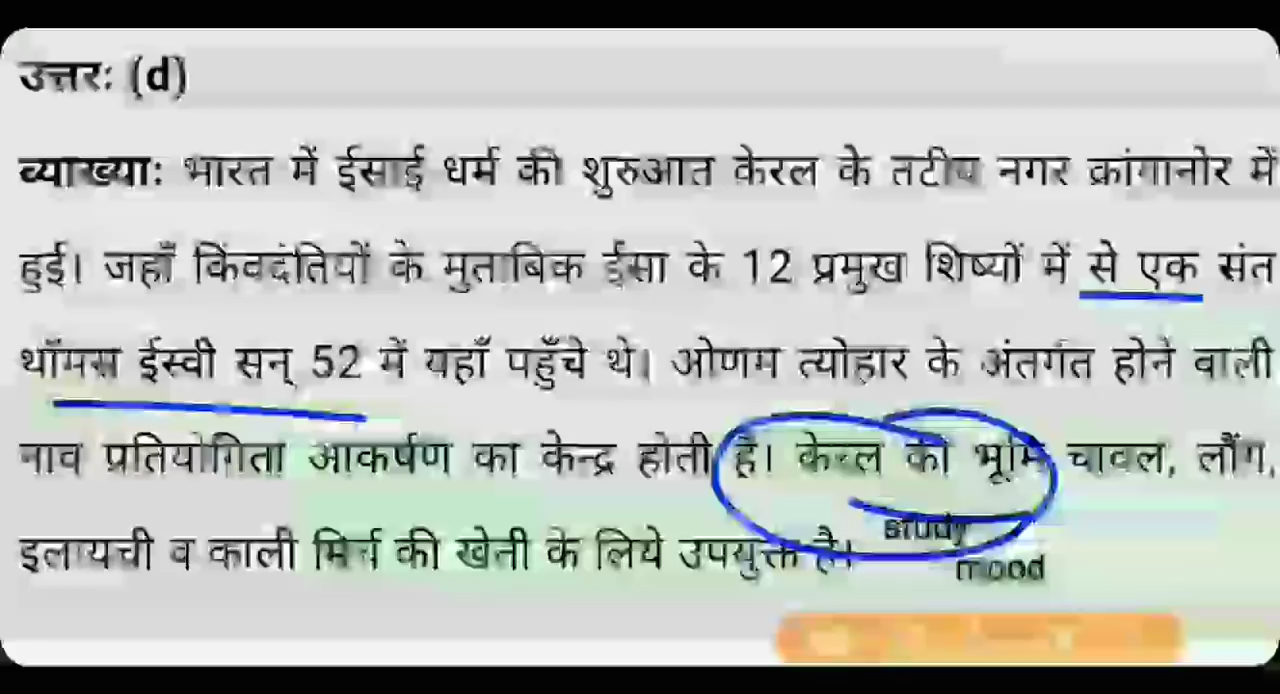 उत्तरः (d)
व्याख्याः भारत में ईसाई धर्म की शुरुआत केरल के तटीय नगर क्रांगानोर में
हुई। जहाँ किंवदंतियों के मुताबिक ईसा के 12 प्रमुख शिष्यों में से एक संत
थॉमस ईस्वी सन् 52 में यहाँ पहुँचे थे। ओणम त्योहार के अंतर्गत होने वाली
नाव प्रतियोगिता आकर्षण का केन्द्र होती है। केरल की भूमि चावल, लौंग,
इलायची व काली मिर्च की खेती के लिये उपयुक्त है।
study
mood